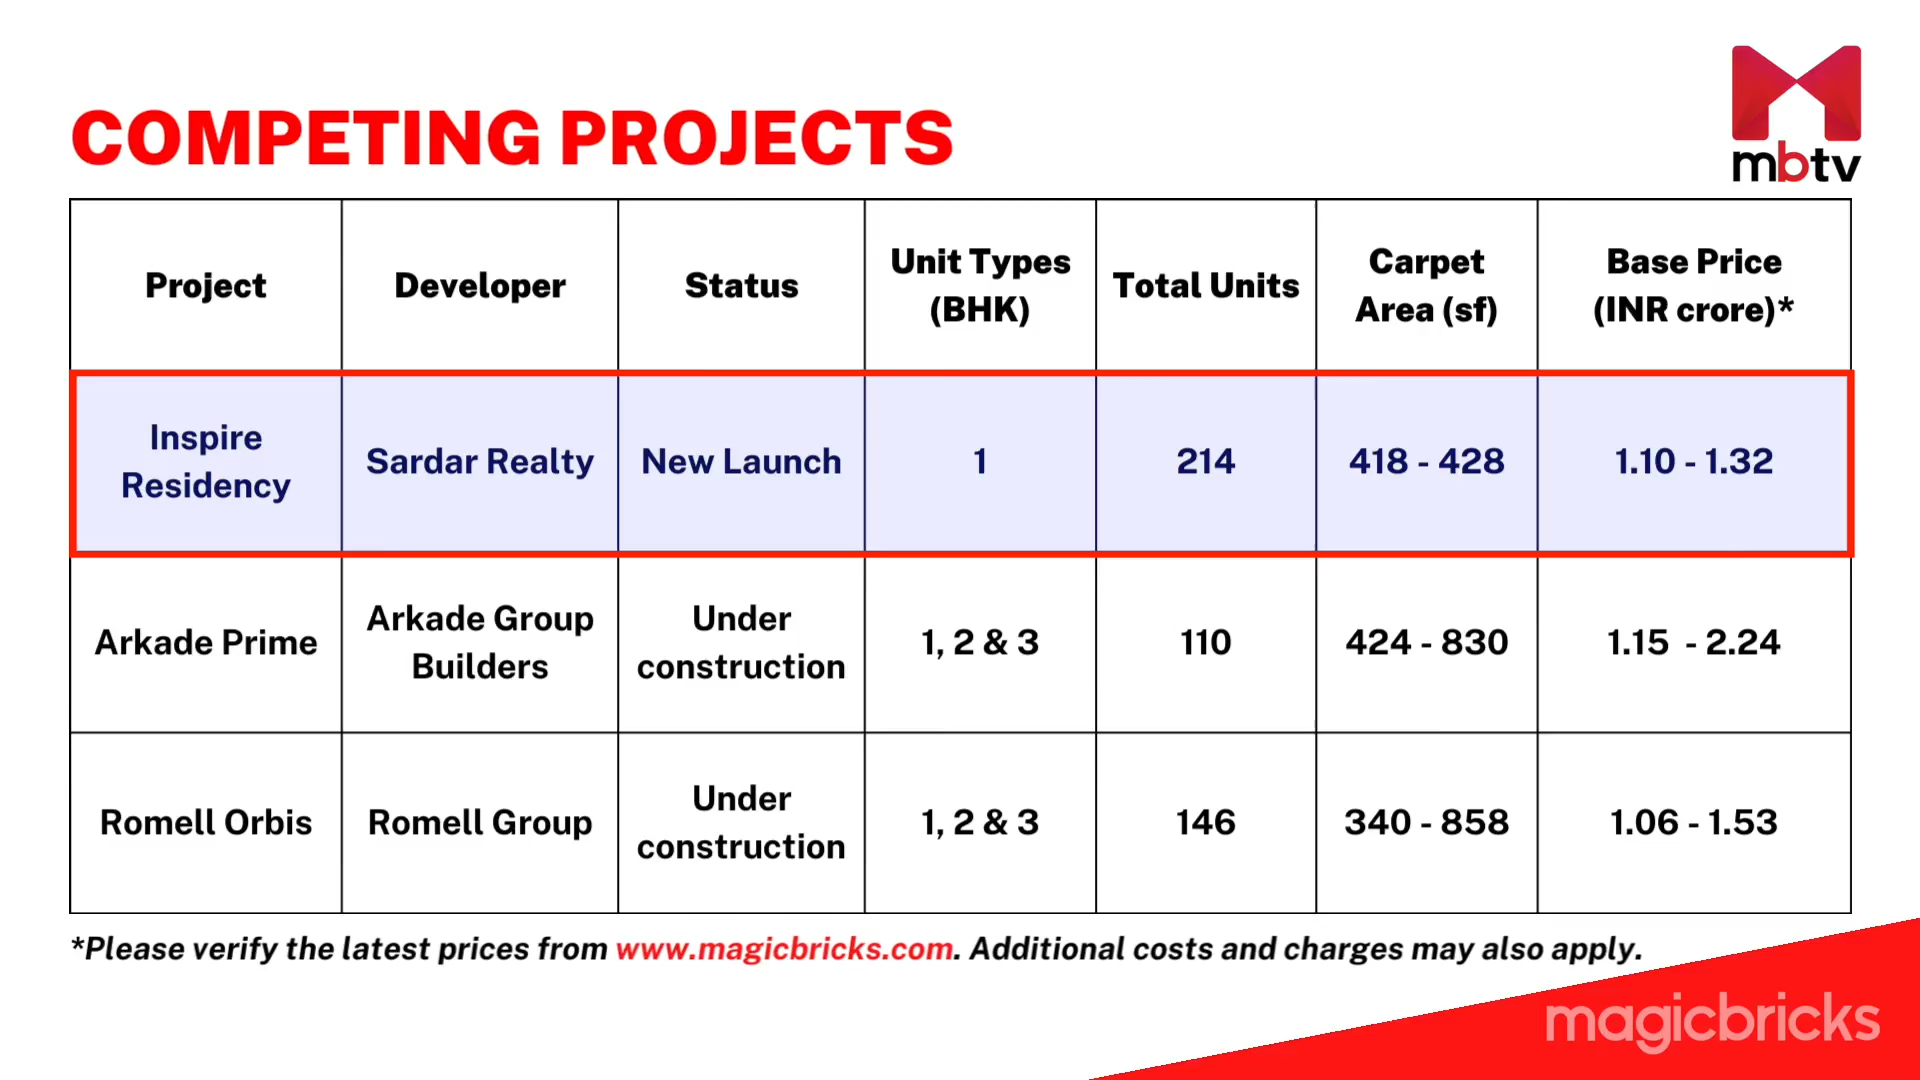 mbtv
COMPETING PROJECTS
Project
Developer
Status
Unit Types
(BHK)
Total Units
Carpet
Area (sf)
Base Price
(INR crore)*
Inspire
Residency
Sardar Realty
New Launch
1
214
418 - 428
1.10 - 1.32
Arkade Prime
Arkade Group
Builders
Under
construction
1, 2 & 3
110
424 - 830
1.15 - 2.24
Romell Orbis
Romell Group
Under
construction
1, 2 & 3
146
340 - 858
1.06 - 1.53
*Please verify the latest prices from www.magicbricks.com. Additional costs and charges may also apply.
magicbricks